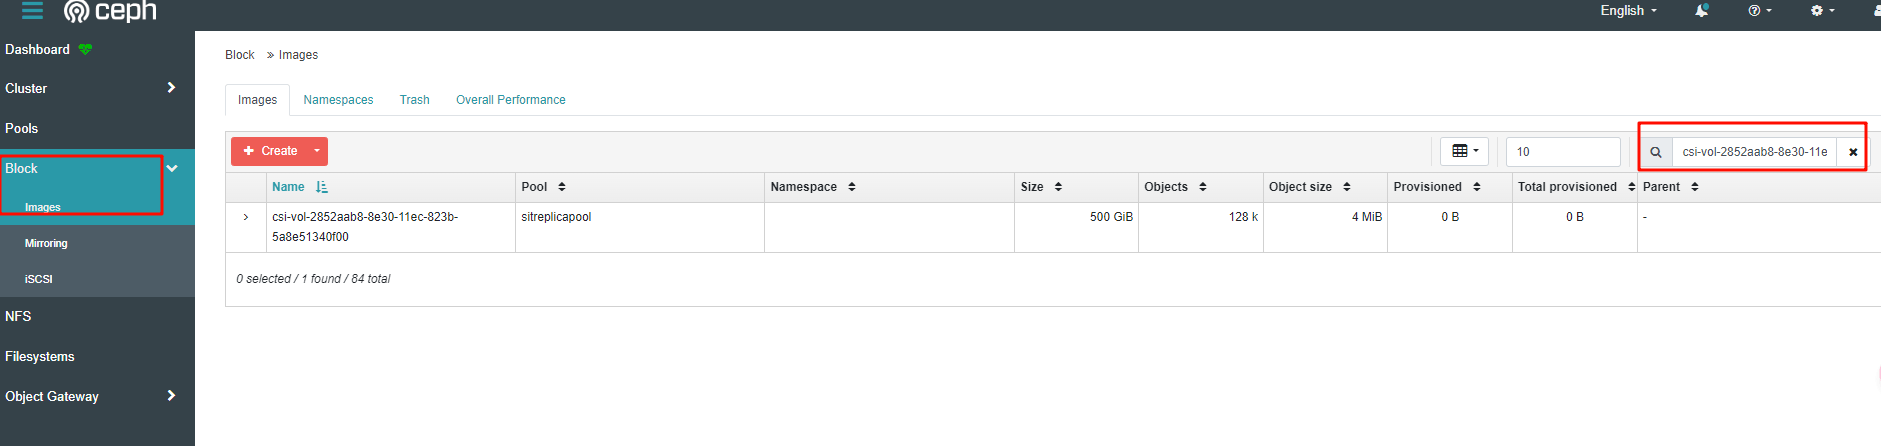 ceph
English
Dashboard
Cluster
Pools
Block
Images
Mirroring
iSCSI
NFS
Filesystems
Object Gateway
Block » Images
Images Namespaces Trash Overall Performance
+ Create
10
csi-vol-2852aab8-8e30-11e
Name Pool Namespace Size Objects Object size Provisioned Total provisioned Parent
csi-vol-2852aab8-8e30-11ec-823b- sitreplicapool 500 GiB 128 k 4 MiB 0 B 0 B -
5a8e51340f00
0 selected / 1 found / 84 total